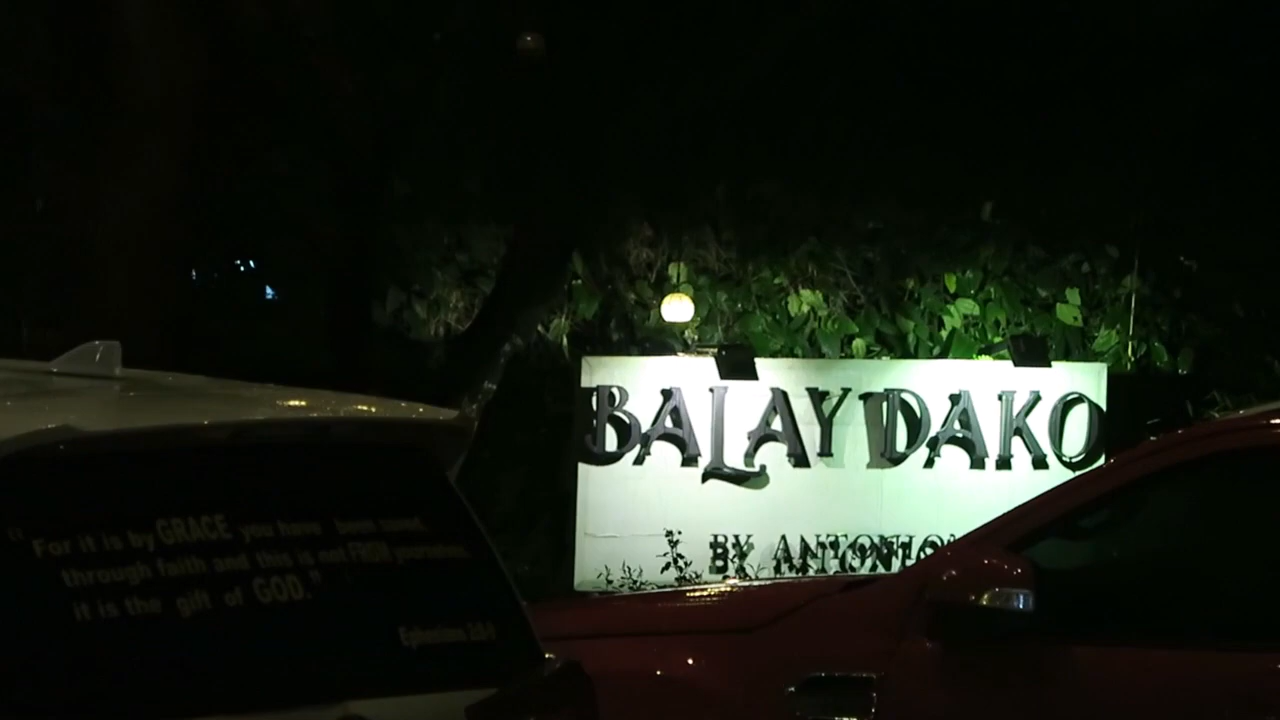 BALAY DAKO
BY ANTONIO'
"For it is by GRACE you have been saved,
through faith and this is not FROM yourselves,
it is the gift of GOD."
Ephesians 2:8-9